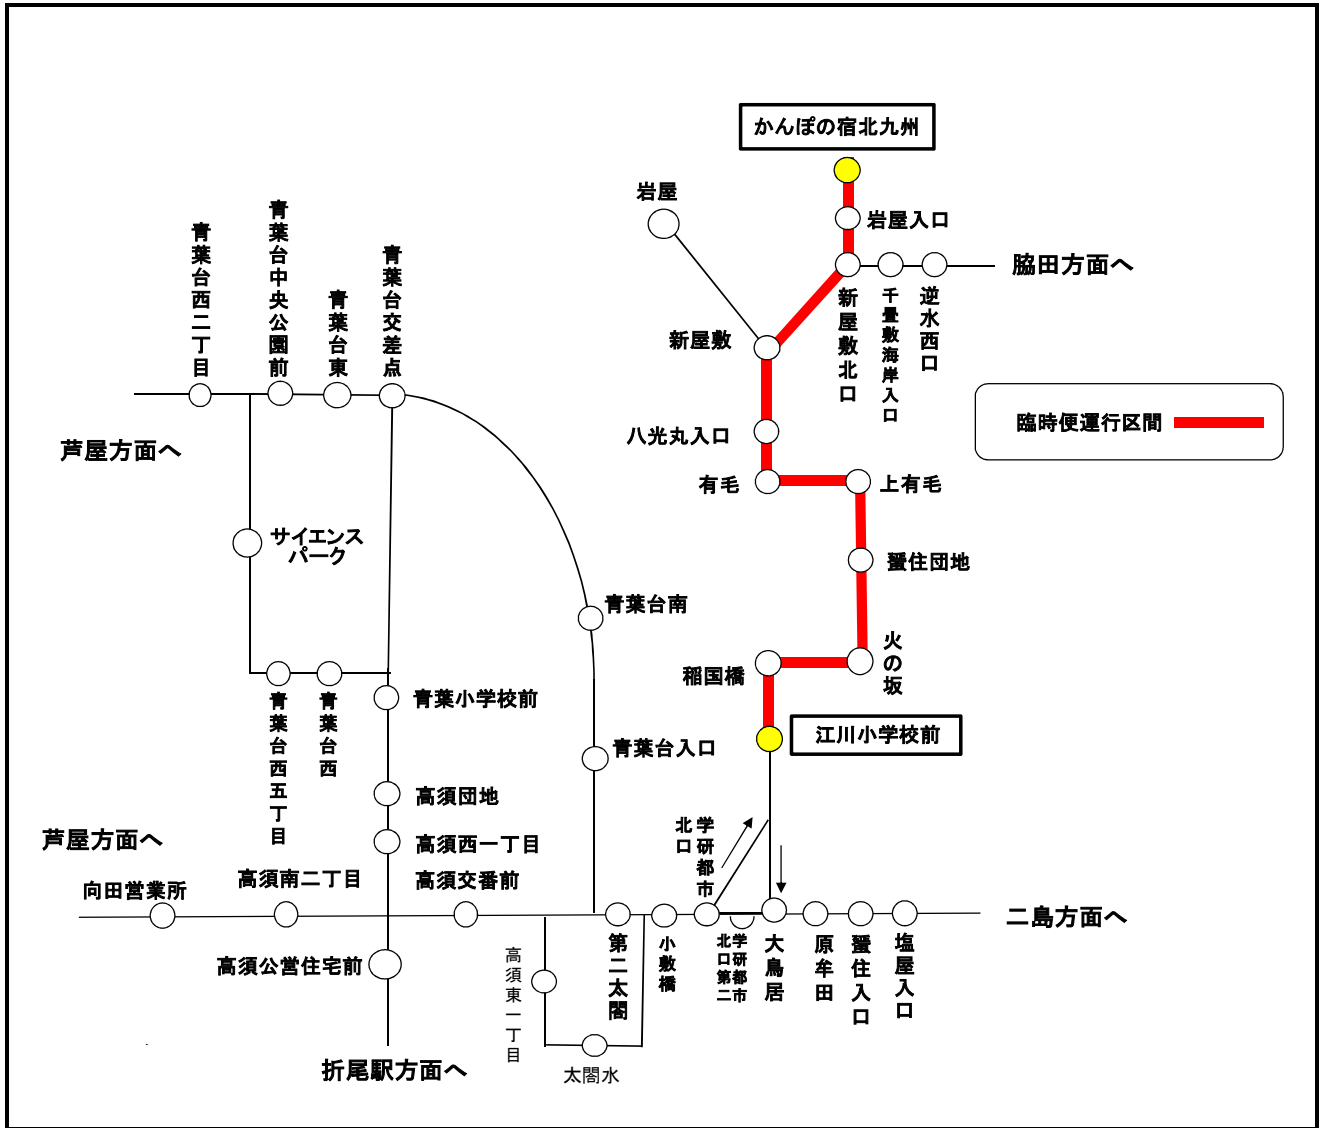 かんぽの宿北九州
岩屋
岩屋入口
脇田方面へ
新屋敷北口
千畳敷海岸入口
逆水西口
新屋敷
臨時便運行区間
八光丸入口
有毛
上有毛
蜑住団地
火の坂
稲国橋
江川小学校前
青葉台西二丁目
青葉台中央公園前
青葉台東
青葉台交差点
芦屋方面へ
サイエンス
パーク
青葉台南
青葉台西五丁目
青葉台西
青葉小学校前
青葉台入口
高須団地
高須西一丁目
芦屋方面へ
向田営業所
高須南二丁目
高須交番前
学研都市
北口
二島方面へ
高須公営住宅前
高須東一丁目
第二太閤
小敷橋
学研都市
北口第二
大鳥居
原牟田
蜑住入口
塩屋入口
太閤水
折尾駅方面へ